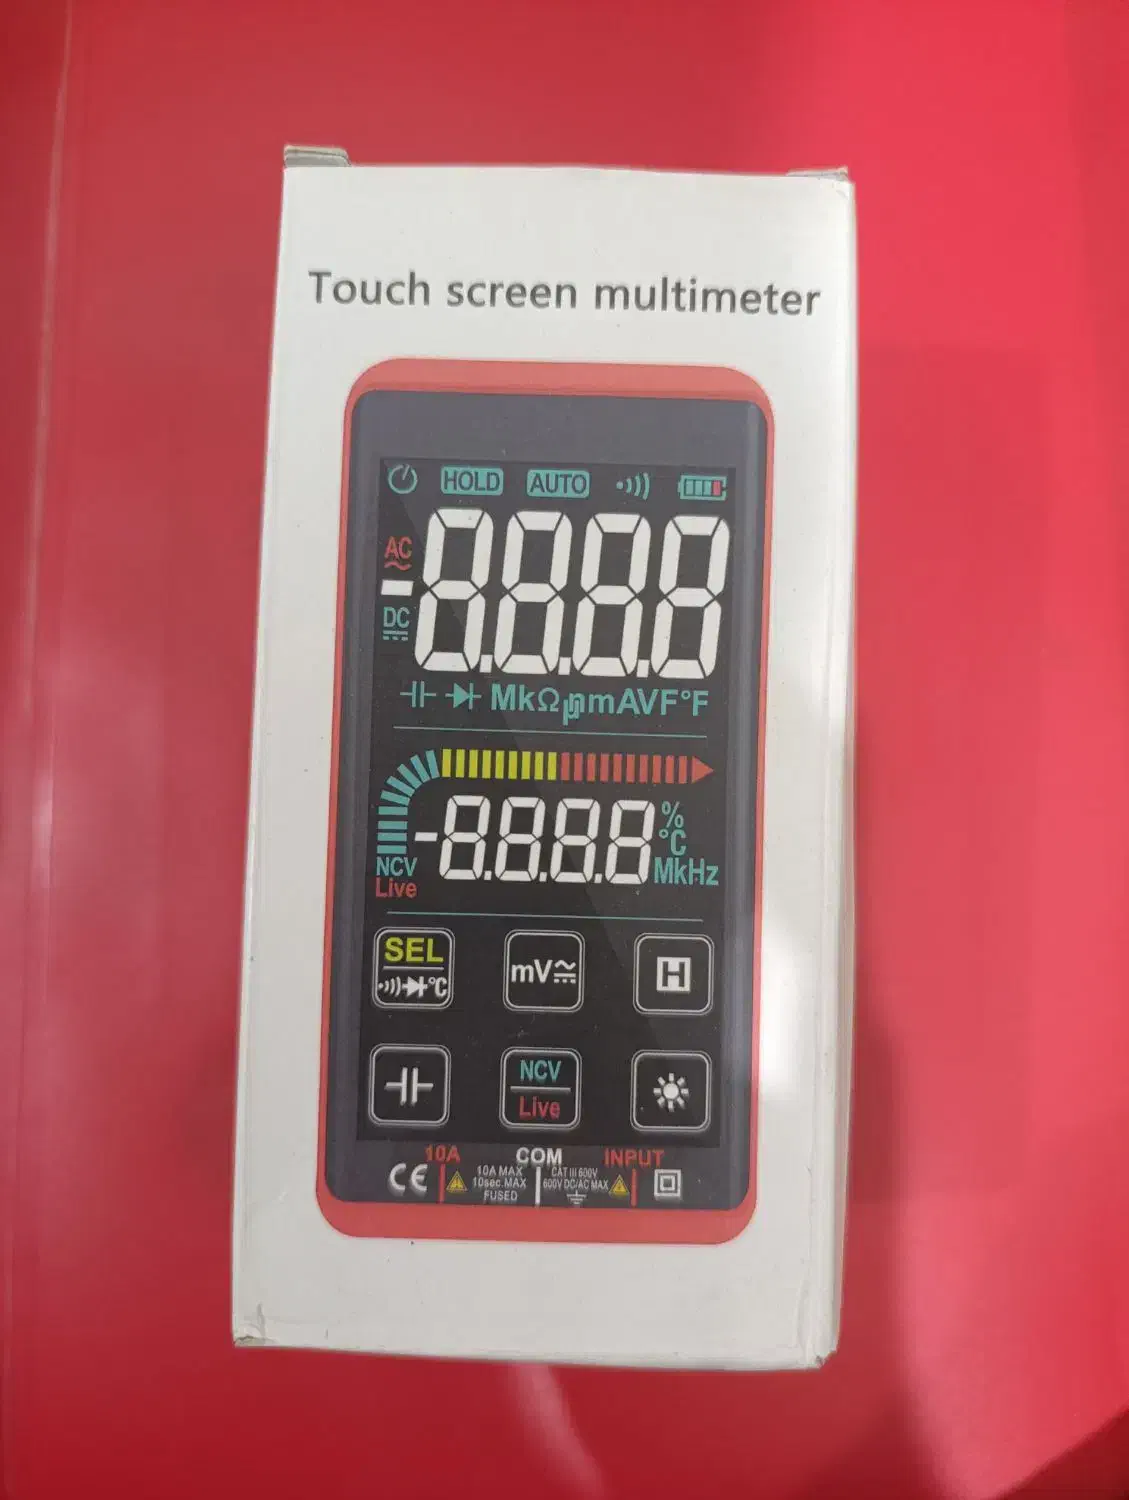 Touch screen multimeter
HOLD AUTO
AC
-8.8.8.8
DC
MkΩµnmAVF°F
-8.8.8.8
%
°C
MkHz
NCV
Live
SEL
°C
mV
H
NCV
Live
10A COM INPUT
CE
10A MAX
10sec.MAX
FUSED
CAT III 600V
600V DC/AC MAX